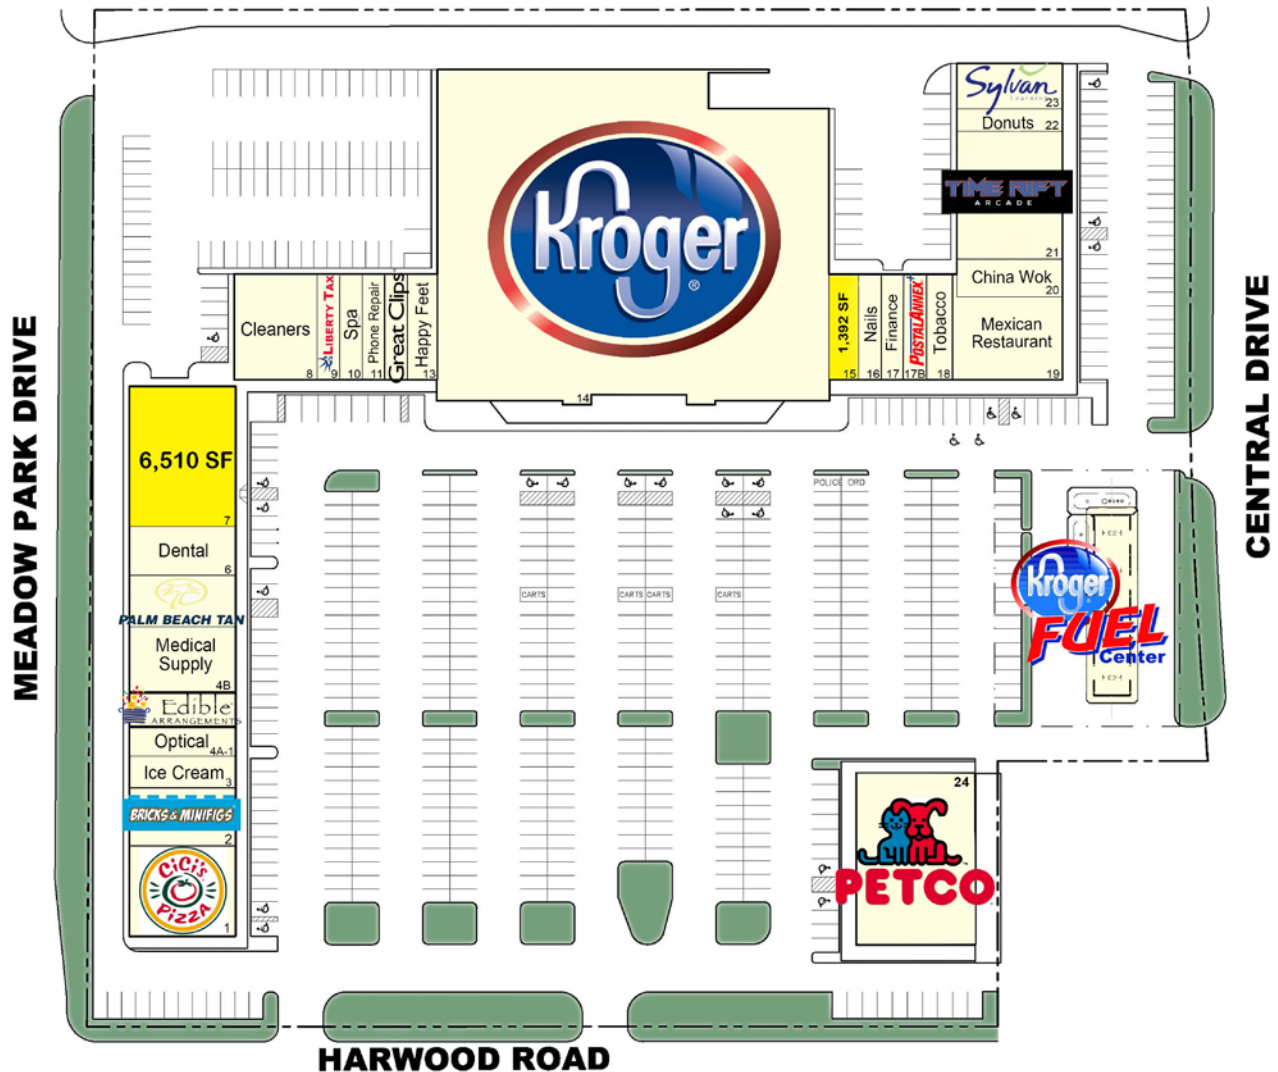 Sylvan
Learning
23
Donuts 22
TIME RIFT
ARCADE
21
China Wok
20
Mexican
Restaurant
19
Kroger
®
14
Cleaners
8
LIBERTY TAX
9
Spa
10
Phone Repair
11
Great Clips
Happy Feet
13
1,392 SF
15
Nails
16
Finance
17
POSTALANNEX+
17B
Tobacco
18
6,510 SF
7
Dental
6
PALM BEACH TAN
Medical
Supply
4B
Edible
ARRANGEMENTS
Optical
4A-1
Ice Cream
3
BRICKS & MINIFIGS
2
CiCi's
PIZZA
1
POLICE ORD
CARTS
CARTS CARTS
CARTS
Kroger
FUEL
Center
24
PETCO
MEADOW PARK DRIVE
CENTRAL DRIVE
HARWOOD ROAD